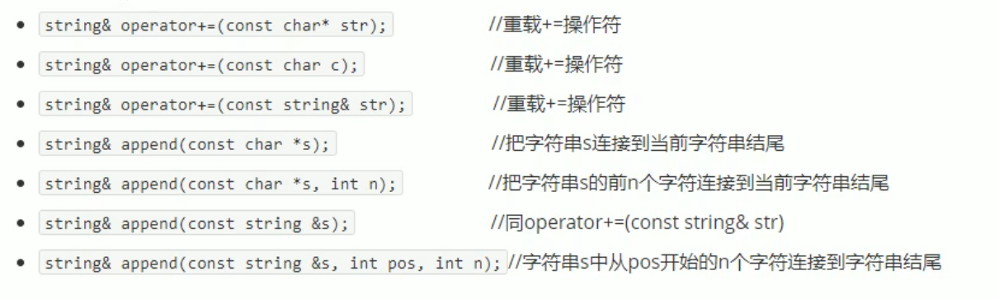 string& operator+=(const char* str); //重载+=操作符
string& operator+=(const char c); //重载+=操作符
string& operator+=(const string& str); //重载+=操作符
string& append(const char *s); //把字符串s连接到当前字符串结尾
string& append(const char *s, int n); //把字符串s的前n个字符连接到当前字符串结尾
string& append(const string &s); //同operator+=(const string& str)
string& append(const string &s, int pos, int n);//字符串s中从pos开始的n个字符连接到字符串结尾